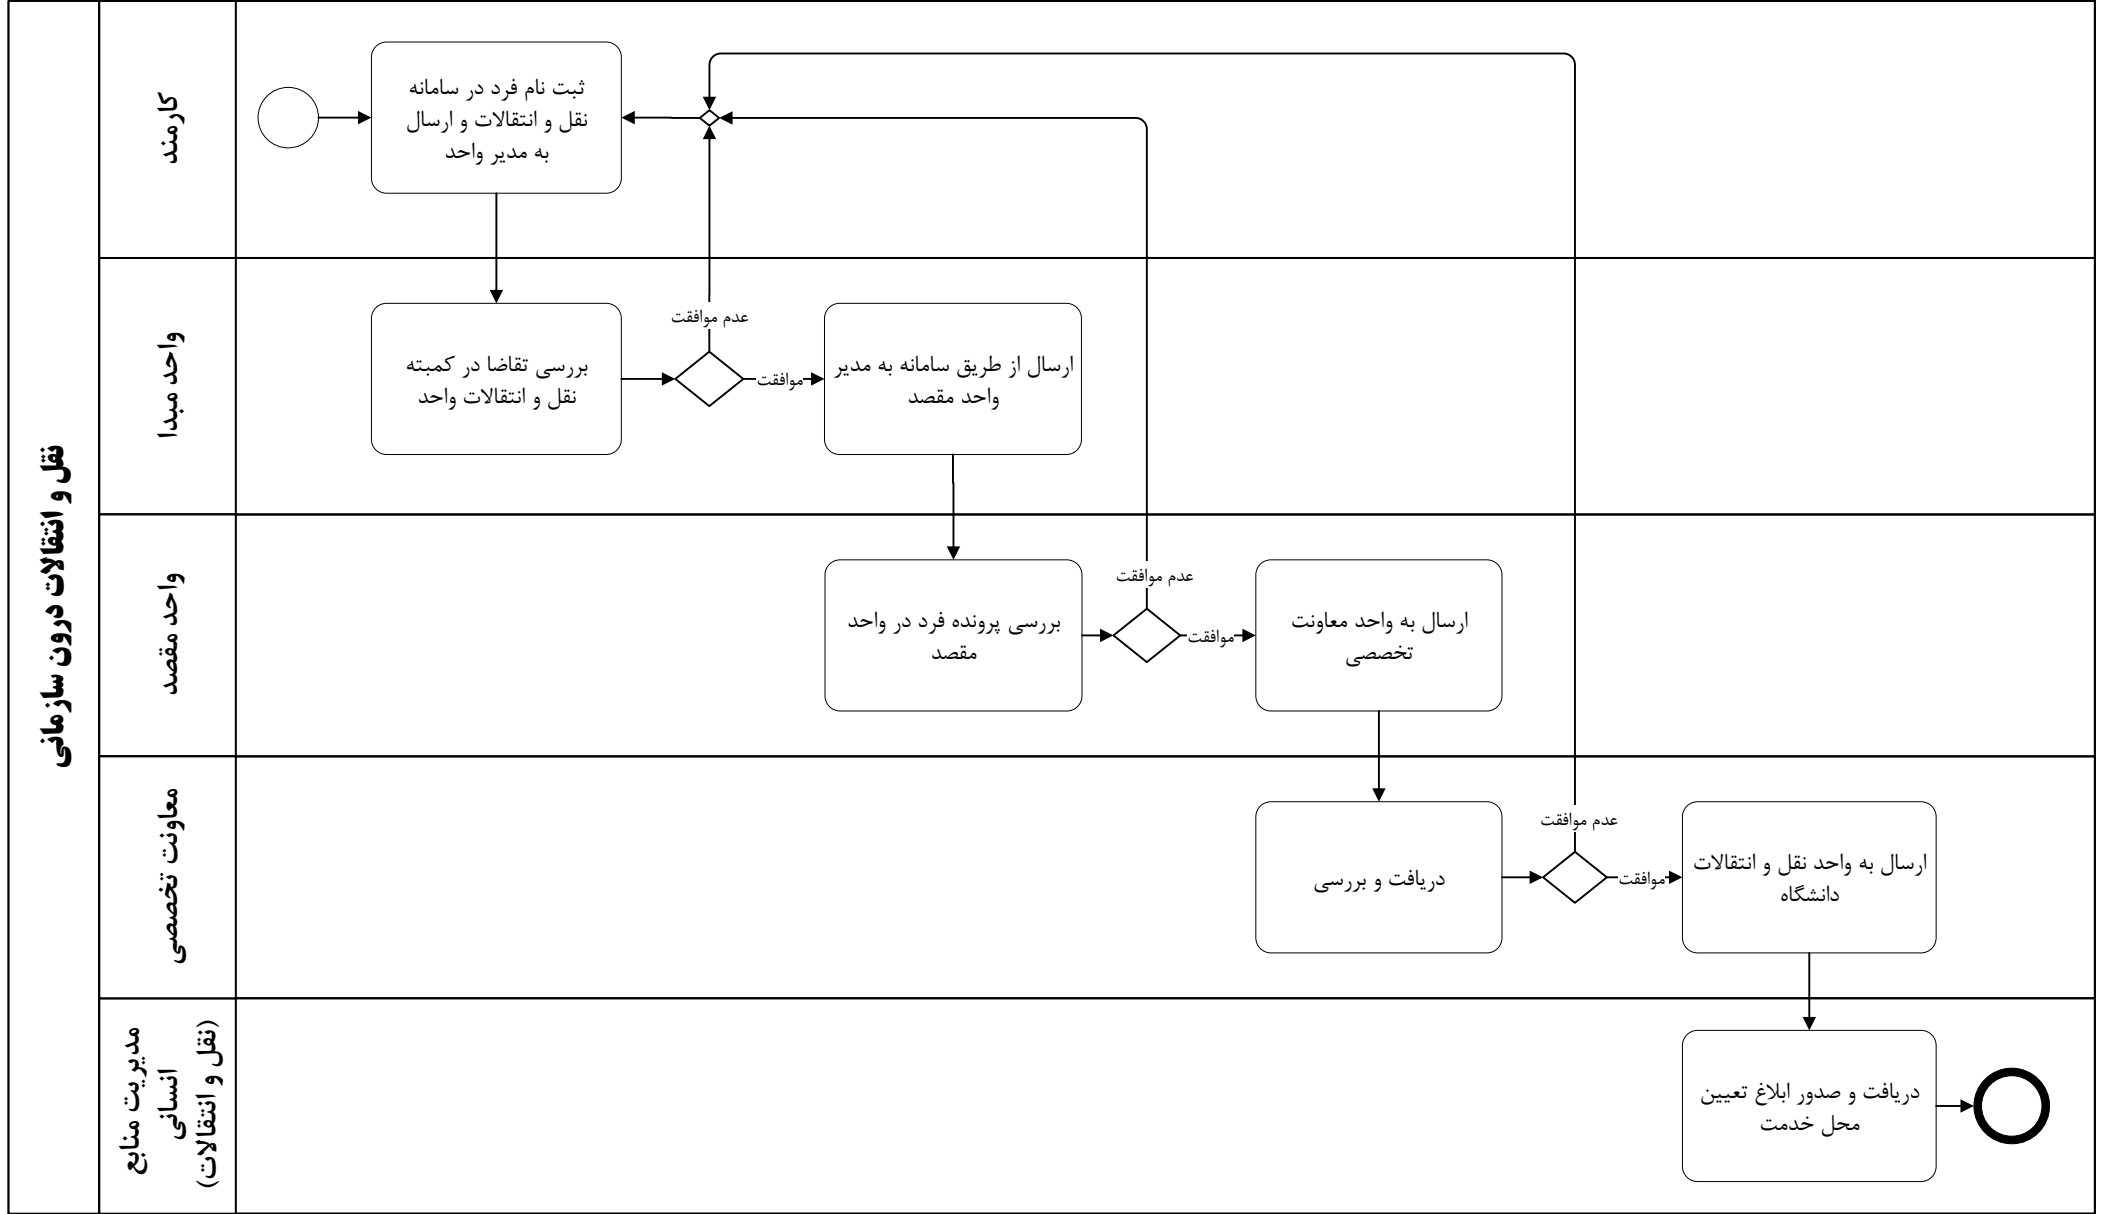 نقل و انتقالات درون سازمانی
کارمند
ثبت نام فرد در سامانه
نقل و انتقالات و ارسال
به مدیر واحد
واحد مبدا
بررسی تقاضا در کمبته
نقل و انتقالات واحد
عدم موافقت
موافقت
ارسال از طریق سامانه به مدیر
واحد مقصد
واحد مقصد
بررسی پرونده فرد در واحد
مقصد
عدم موافقت
موافقت
ارسال به واحد معاونت
تخصصی
معاونت تخصصی
دریافت و بررسی
عدم موافقت
موافقت
ارسال به واحد نقل و انتقالات
دانشگاه
مدیریت منابع
انسانی
(نقل و انتقالات)
دریافت و صدور ابلاغ تعیین
محل خدمت